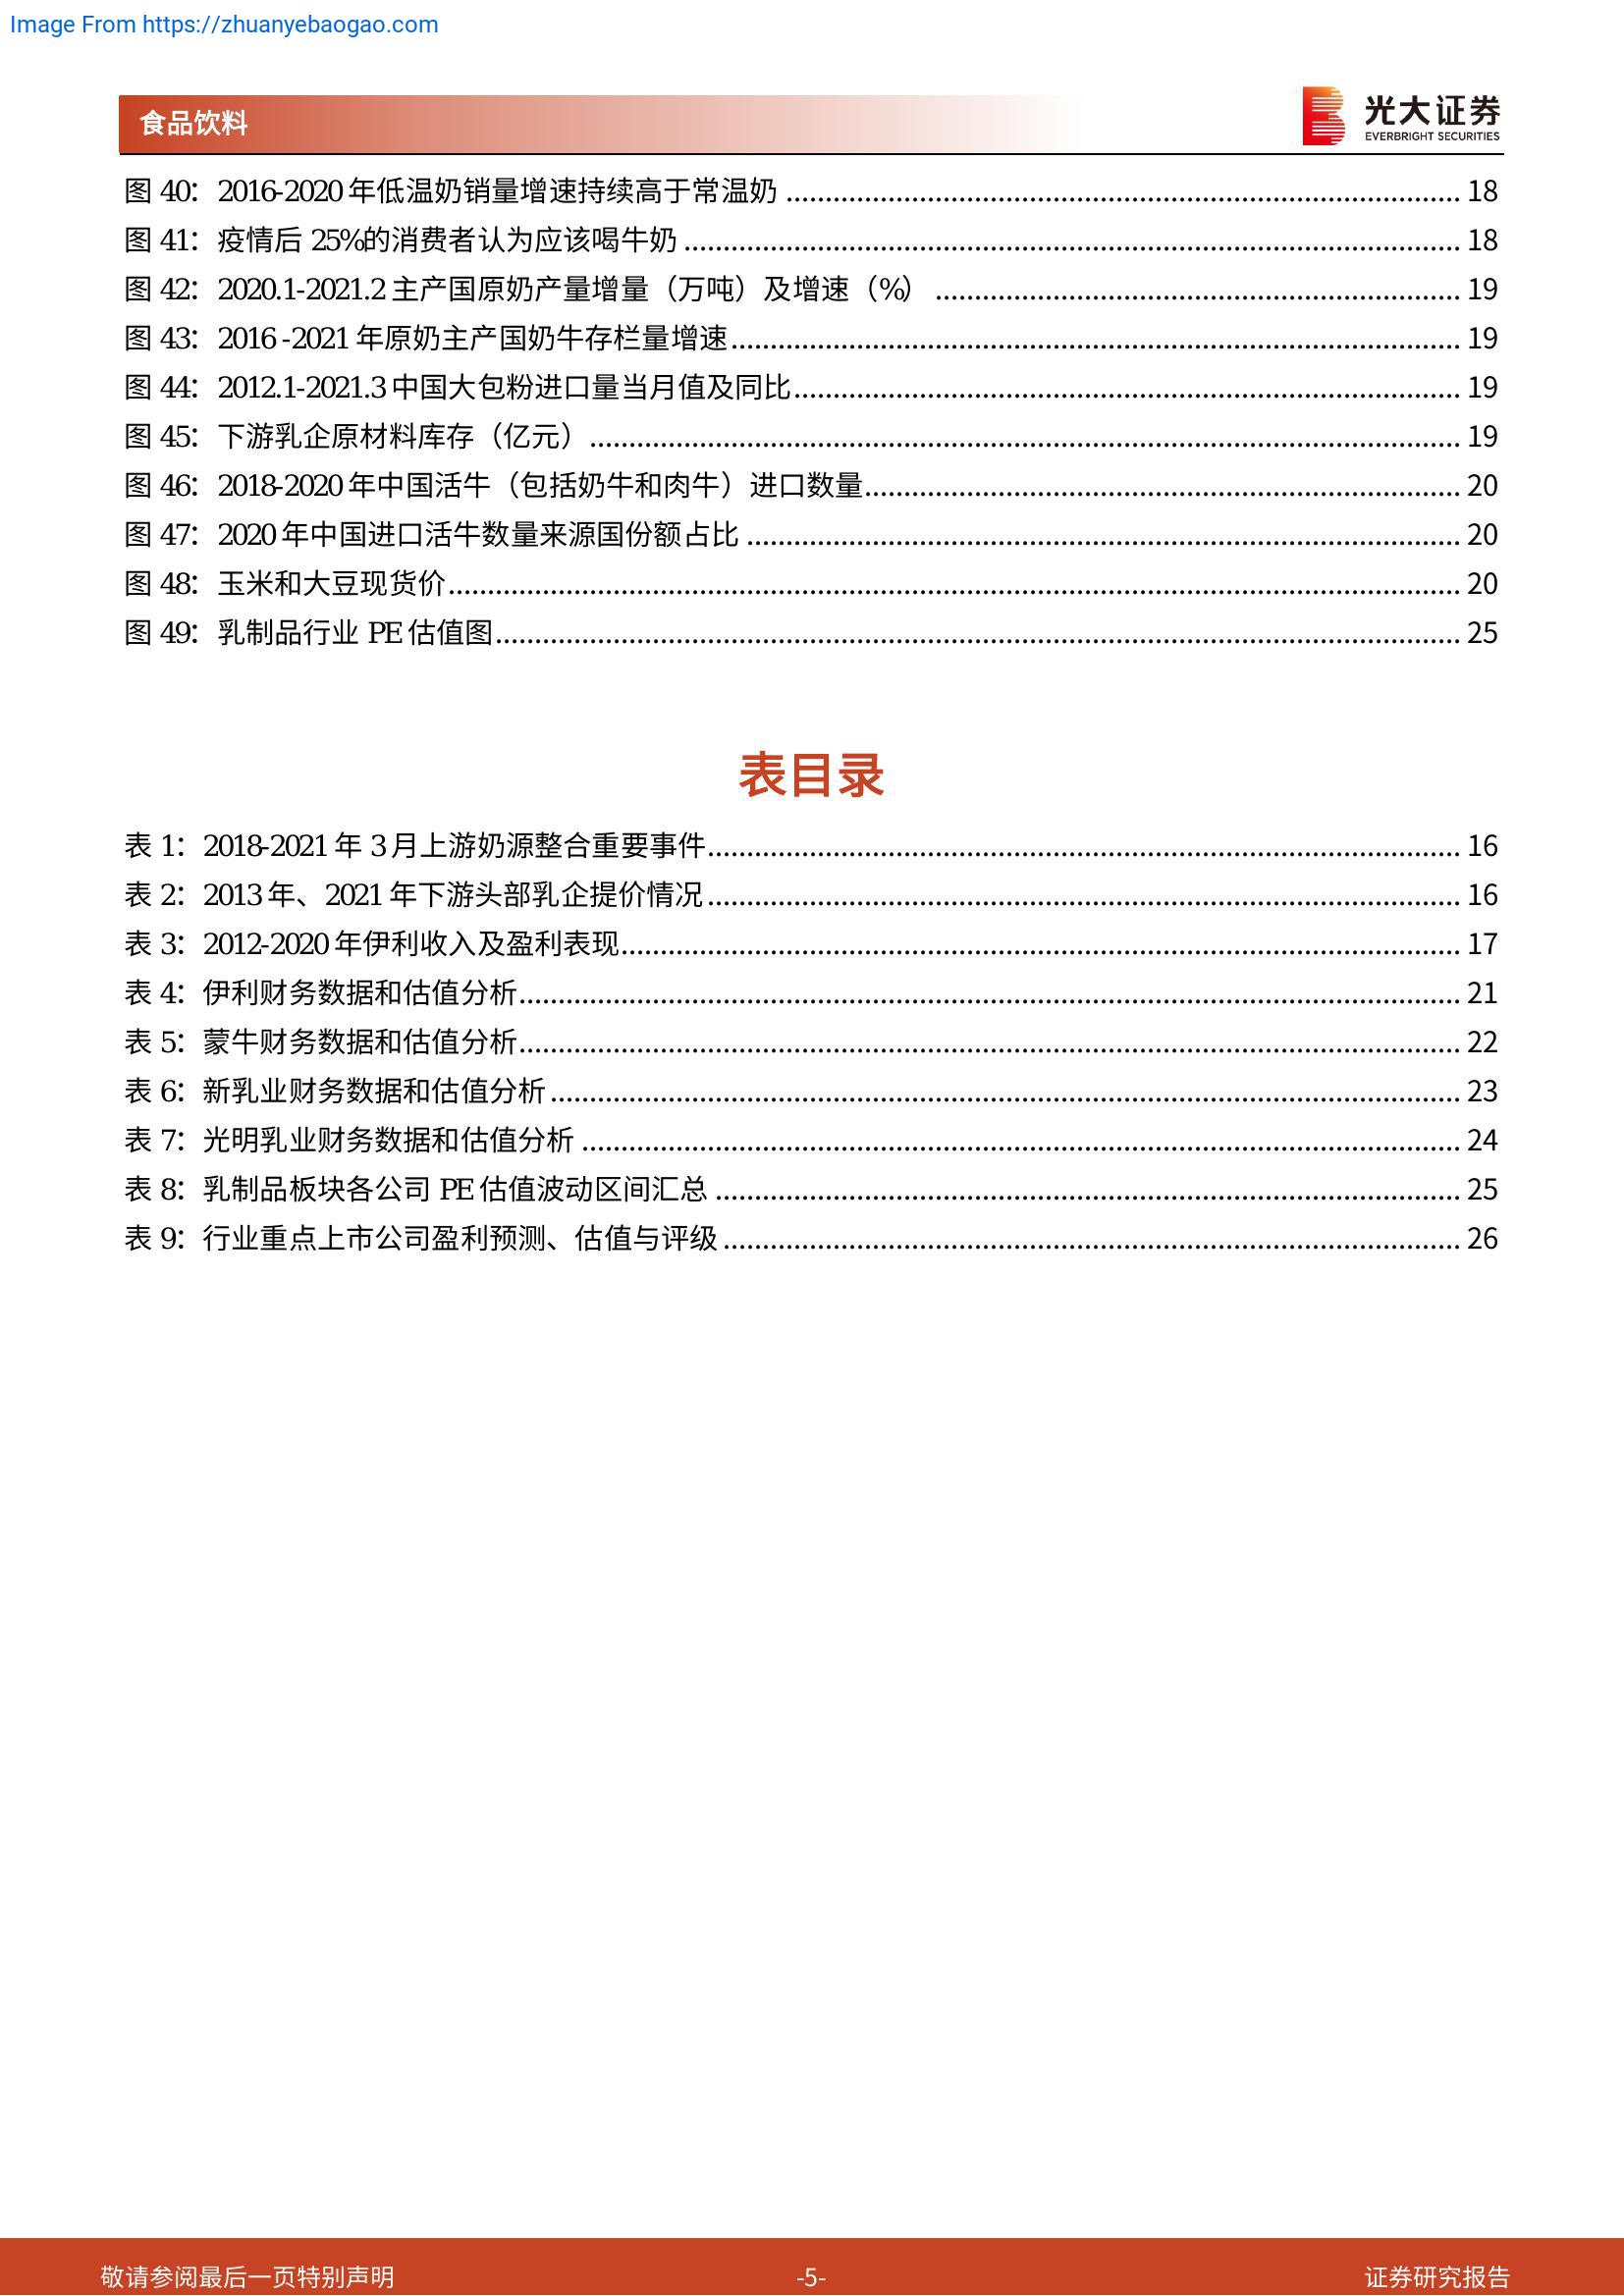 Image From https://zhuanyebaogao.com
食品饮料
光大证券
EVERBRIGHT SECURITIES
图 40：2016-2020 年低温奶销量增速持续高于常温奶 ........ 18
图 41：疫情后 25%的消费者认为应该喝牛奶 ........ 18
图 42：2020.1-2021.2 主产国原奶产量增量（万吨）及增速（%） ........ 19
图 43：2016 -2021 年原奶主产国奶牛存栏量增速 ........ 19
图 44：2012.1-2021.3 中国大包粉进口量当月值及同比 ........ 19
图 45：下游乳企原材料库存（亿元） ........ 19
图 46：2018-2020 年中国活牛（包括奶牛和肉牛）进口数量 ........ 20
图 47：2020 年中国进口活牛数量来源国份额占比 ........ 20
图 48：玉米和大豆现货价 ........ 20
图 49：乳制品行业 PE 估值图 ........ 25
表目录
表 1：2018-2021 年 3 月上游奶源整合重要事件 ........ 16
表 2：2013 年、2021 年下游头部乳企提价情况 ........ 16
表 3：2012-2020 年伊利收入及盈利表现 ........ 17
表 4：伊利财务数据和估值分析 ........ 21
表 5：蒙牛财务数据和估值分析 ........ 22
表 6：新乳业财务数据和估值分析 ........ 23
表 7：光明乳业财务数据和估值分析 ........ 24
表 8：乳制品板块各公司 PE 估值波动区间汇总 ........ 25
表 9：行业重点上市公司盈利预测、估值与评级 ........ 26
敬请参阅最后一页特别声明
-5-
证券研究报告